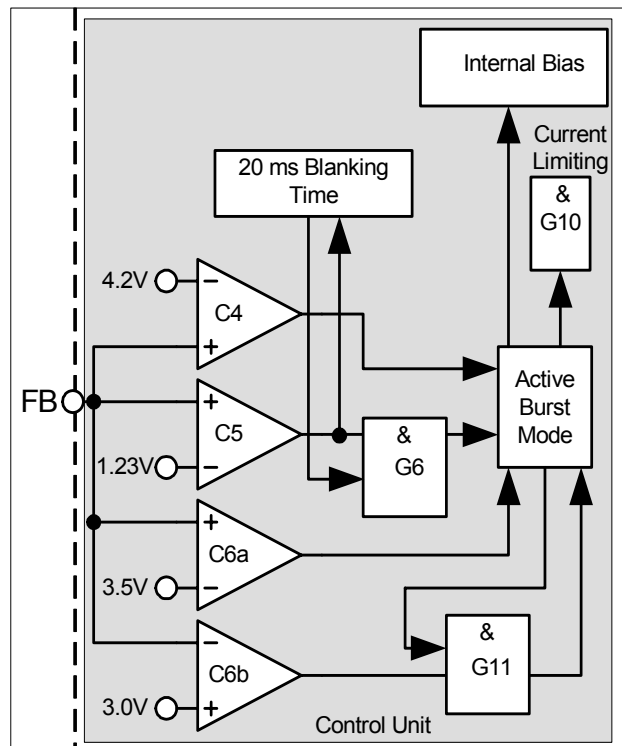 Internal Bias
Current
Limiting
20 ms Blanking
Time
&
G10
4.2V
−
C4
+
FB
+
C5
−
1.23V
&
G6
Active
Burst
Mode
+
C6a
−
3.5V
−
C6b
+
3.0V
&
G11
Control Unit